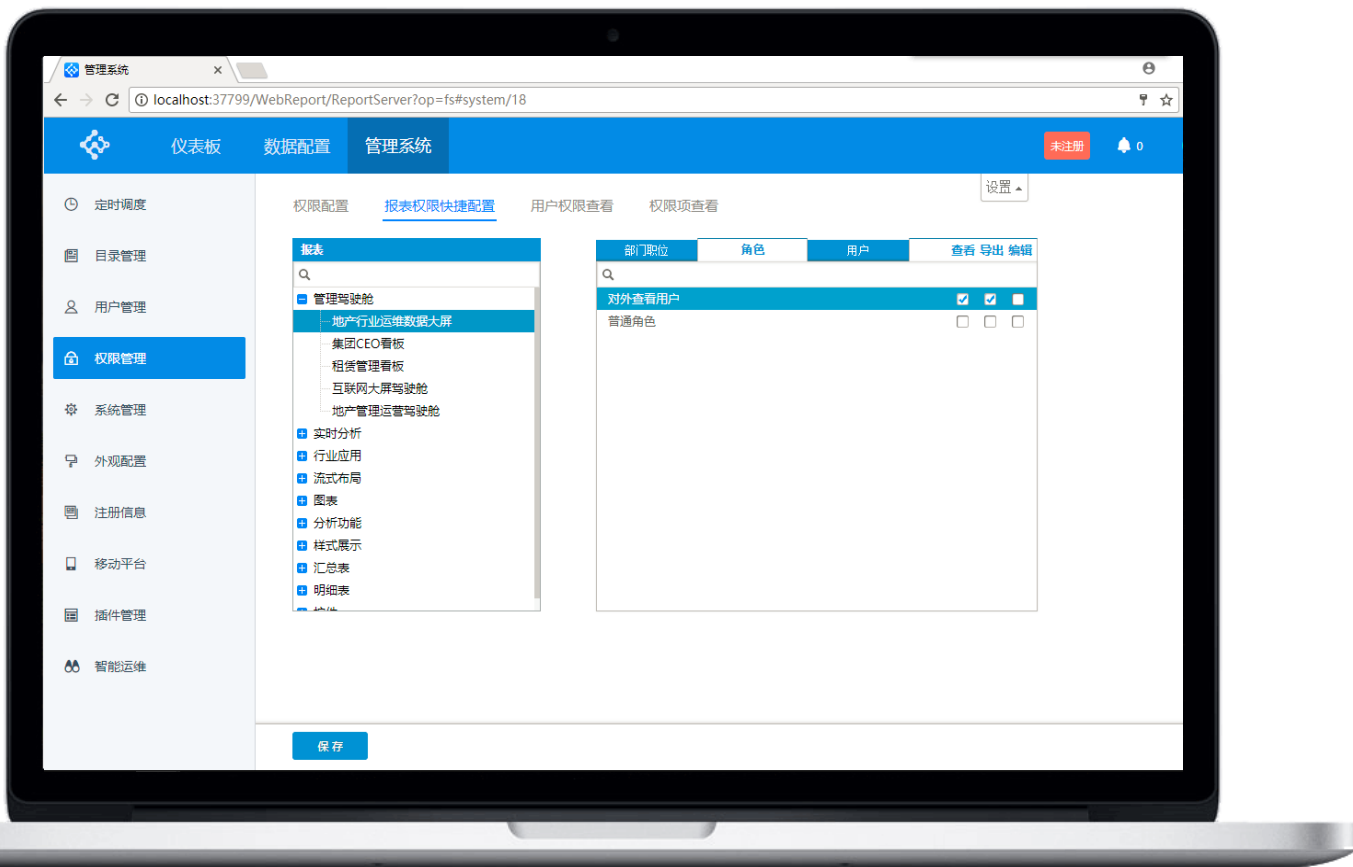 管理系统
localhost:37799/WebReport/ReportServer?op=fs#system/18
仪表板 数据配置 管理系统 未注册 0
设置
定时调度
目录管理
用户管理
权限管理
系统管理
外观配置
注册信息
移动平台
插件管理
智能运维
权限配置 报表权限快捷配置 用户权限查看 权限项查看
报表
管理驾驶舱
地产行业运维数据大屏
集团CEO看板
租赁管理看板
互联网大屏驾驶舱
地产管理运营驾驶舱
实时分析
行业应用
流式布局
图表
分析功能
样式展示
汇总表
明细表
部门职位 角色 用户 查看 导出 编辑
对外查看用户
普通角色
保存